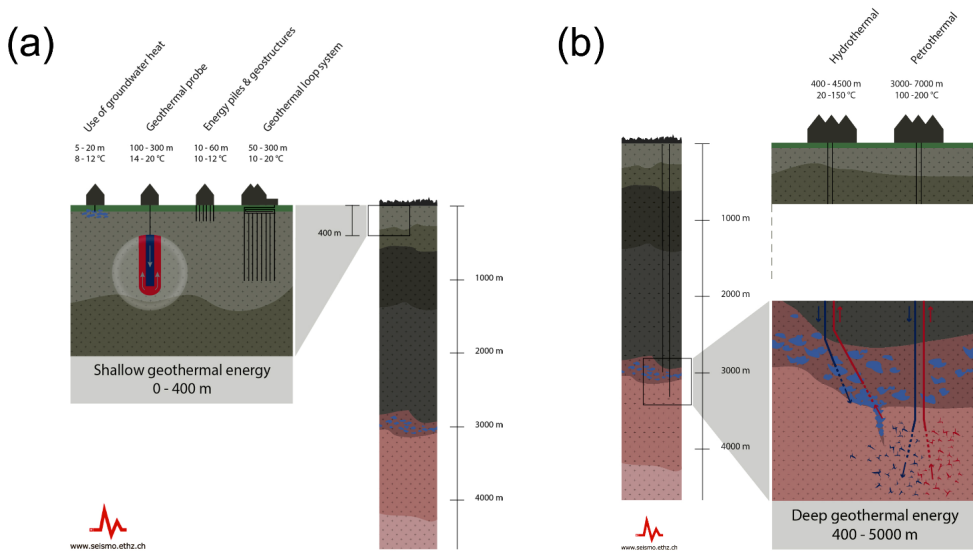 (a)
Use of groundwater heat
Geothermal probe
Energy piles & geostructures
Geothermal loop system
5 - 20 m
8 - 12 °C
100 - 300 m
14 - 20 °C
10 - 60 m
10 - 12 °C
50 - 300 m
10 - 20 °C
400 m
1000 m
2000 m
3000 m
4000 m
Shallow geothermal energy
0 - 400 m
www.seismo.ethz.ch
(b)
Hydrothermal
Petrothermal
400 - 4500 m
20 -150 °C
3000- 7000 m
100 -200 °C
1000 m
2000 m
3000 m
4000 m
Deep geothermal energy
400 - 5000 m
www.seismo.ethz.ch